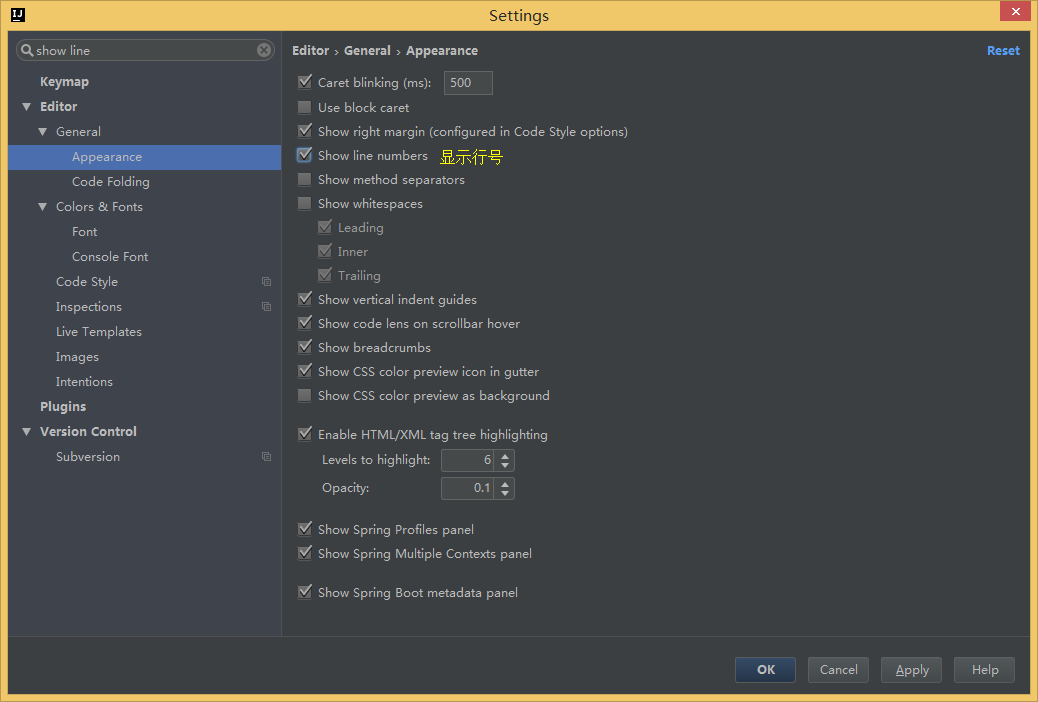 IJ
Settings
show line
Keymap
Editor
General
Appearance
Code Folding
Colors & Fonts
Font
Console Font
Code Style
Inspections
Live Templates
Images
Intentions
Plugins
Version Control
Subversion
Editor › General › Appearance
Reset
Caret blinking (ms): 500
Use block caret
Show right margin (configured in Code Style options)
Show line numbers 显示行号
Show method separators
Show whitespaces
Leading
Inner
Trailing
Show vertical indent guides
Show code lens on scrollbar hover
Show breadcrumbs
Show CSS color preview icon in gutter
Show CSS color preview as background
Enable HTML/XML tag tree highlighting
Levels to highlight: 6
Opacity: 0.1
Show Spring Profiles panel
Show Spring Multiple Contexts panel
Show Spring Boot metadata panel
OK
Cancel
Apply
Help